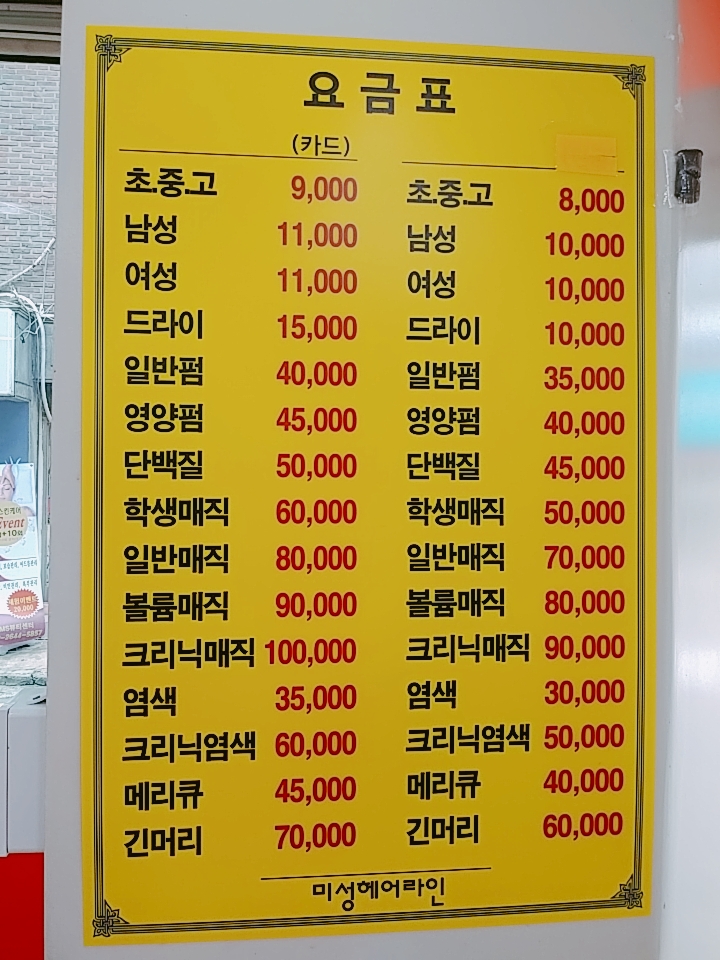 요금표
(카드)
초.중.고 9,000
남성 11,000
여성 11,000
드라이 15,000
일반펌 40,000
영양펌 45,000
단백질 50,000
학생매직 60,000
일반매직 80,000
볼륨매직 90,000
크리닉매직 100,000
염색 35,000
크리닉염색 60,000
메리큐 45,000
긴머리 70,000
초.중.고 8,000
남성 10,000
여성 10,000
드라이 10,000
일반펌 35,000
영양펌 40,000
단백질 45,000
학생매직 50,000
일반매직 70,000
볼륨매직 80,000
크리닉매직 90,000
염색 30,000
크리닉염색 50,000
메리큐 40,000
긴머리 60,000
미성헤어라인